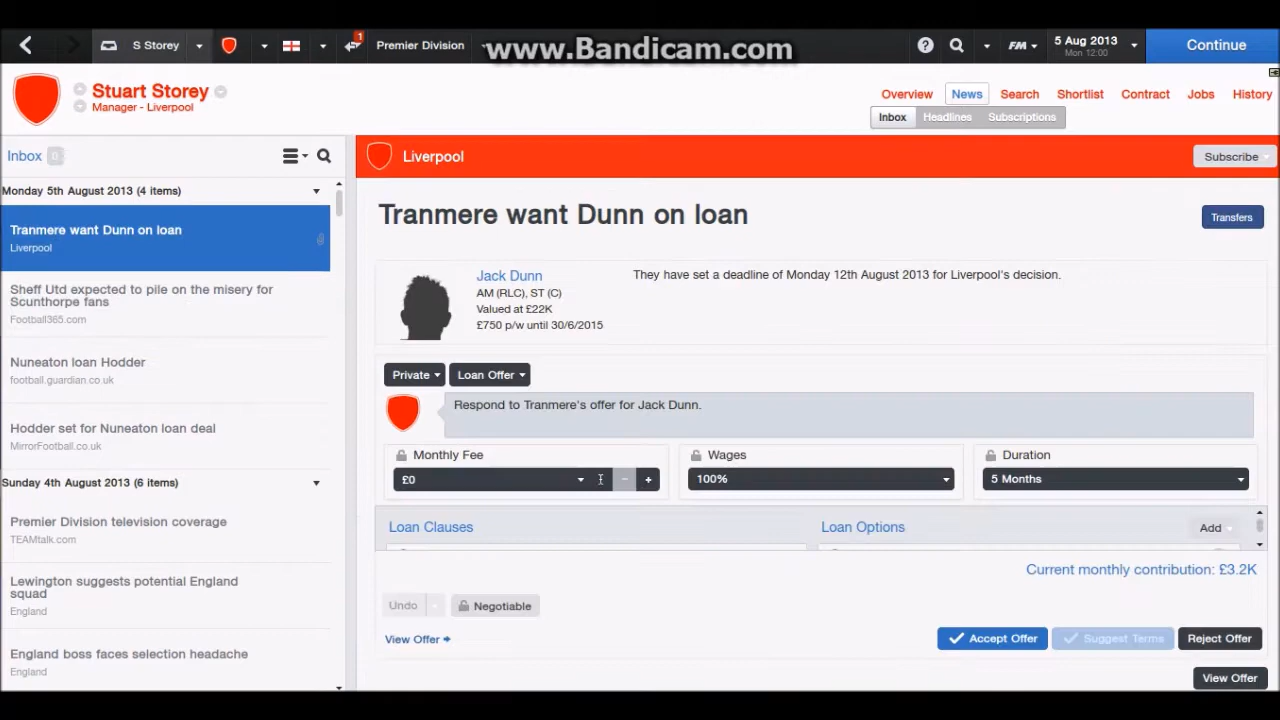 S Storey
1
Premier Division
www.Bandicam.com
FM
5 Aug 2013
Mon 12:00
Continue
Stuart Storey
Manager - Liverpool
Overview
News
Search
Shortlist
Contract
Jobs
History
Inbox
Headlines
Subscriptions
Inbox 0
Liverpool
Subscribe
Monday 5th August 2013 (4 items)
Tranmere want Dunn on loan
Liverpool
Sheff Utd expected to pile on the misery for
Scunthorpe fans
Football365.com
Nuneaton loan Hodder
football.guardian.co.uk
Hodder set for Nuneaton loan deal
MirrorFootball.co.uk
Sunday 4th August 2013 (6 items)
Premier Division television coverage
TEAMtalk.com
Lewington suggests potential England
squad
England
England boss faces selection headache
England
Tranmere want Dunn on loan
Transfers
Jack Dunn
AM (RLC), ST (C)
Valued at £22K
£750 p/w until 30/6/2015
They have set a deadline of Monday 12th August 2013 for Liverpool's decision.
Private
Loan Offer
Respond to Tranmere's offer for Jack Dunn.
Monthly Fee
Wages
Duration
£0
100%
5 Months
Loan Clauses
Loan Options
Add
Current monthly contribution: £3.2K
Undo
Negotiable
View Offer
Accept Offer
Suggest Terms
Reject Offer
View Offer